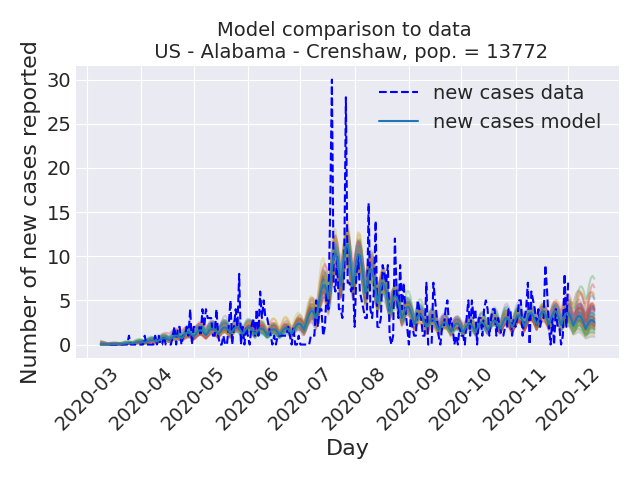 Model comparison to data
US - Alabama - Crenshaw, pop. = 13772
Number of new cases reported
30
25
20
15
10
5
0
new cases data
new cases model
2020-03
2020-04
2020-05
2020-06
2020-07
2020-08
2020-09
2020-10
2020-11
2020-12
Day